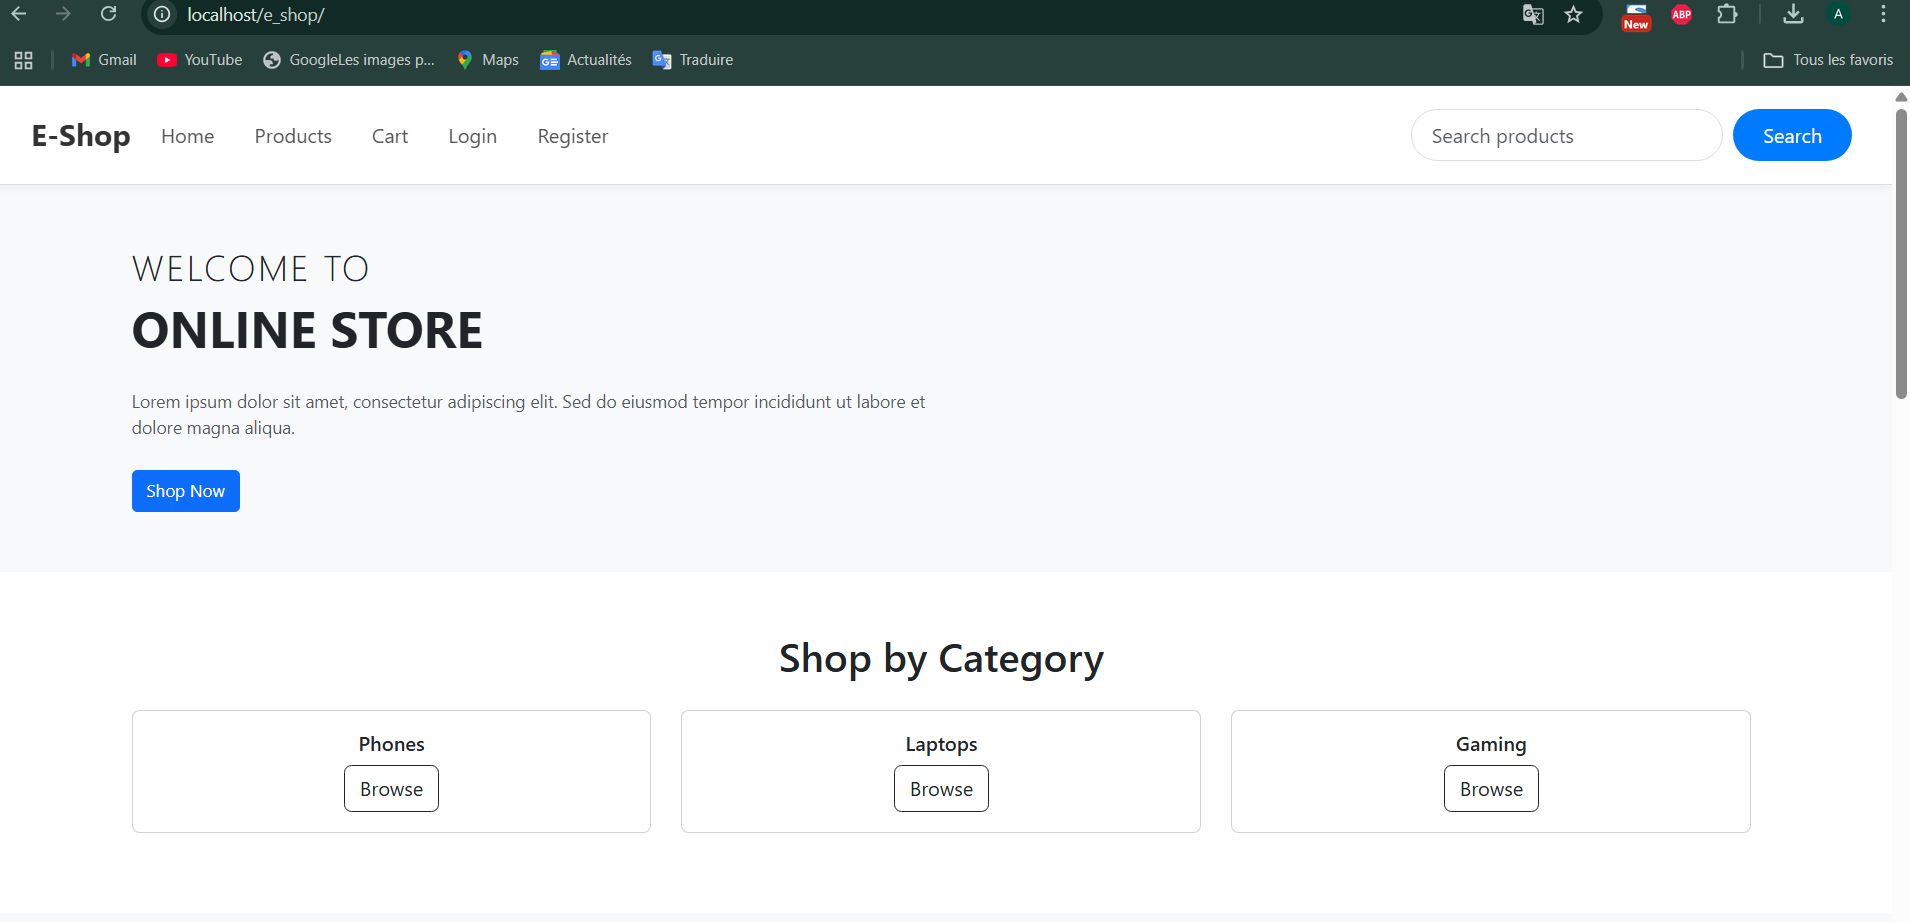 localhost/e_shop/
New
ABP
A
Gmail
YouTube
GoogleLes images p...
Maps
Actualités
Traduire
Tous les favoris
E-Shop
Home
Products
Cart
Login
Register
Search products
Search
WELCOME TO
ONLINE STORE
Lorem ipsum dolor sit amet, consectetur adipiscing elit. Sed do eiusmod tempor incididunt ut labore et
dolore magna aliqua.
Shop Now
Shop by Category
Phones
Laptops
Gaming
Browse
Browse
Browse